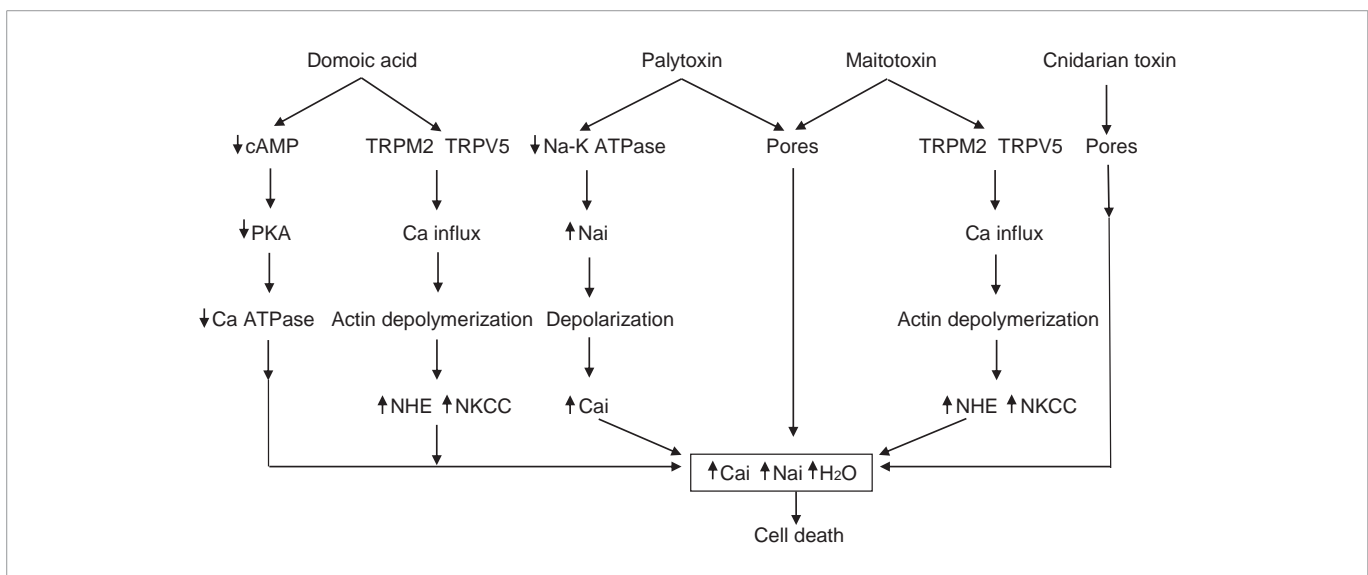 Domoic acid Palytoxin Maitotoxin Cnidarian toxin
↓cAMP TRPM2 TRPV5 ↓Na-K ATPase Pores TRPM2 TRPV5 Pores
↓PKA Ca influx ↑Nai Ca influx
↓Ca ATPase Actin depolymerization Depolarization Actin depolymerization
↑NHE ↑NKCC ↑Cai ↑NHE ↑NKCC
↑Cai ↑Nai ↑H₂O
Cell death